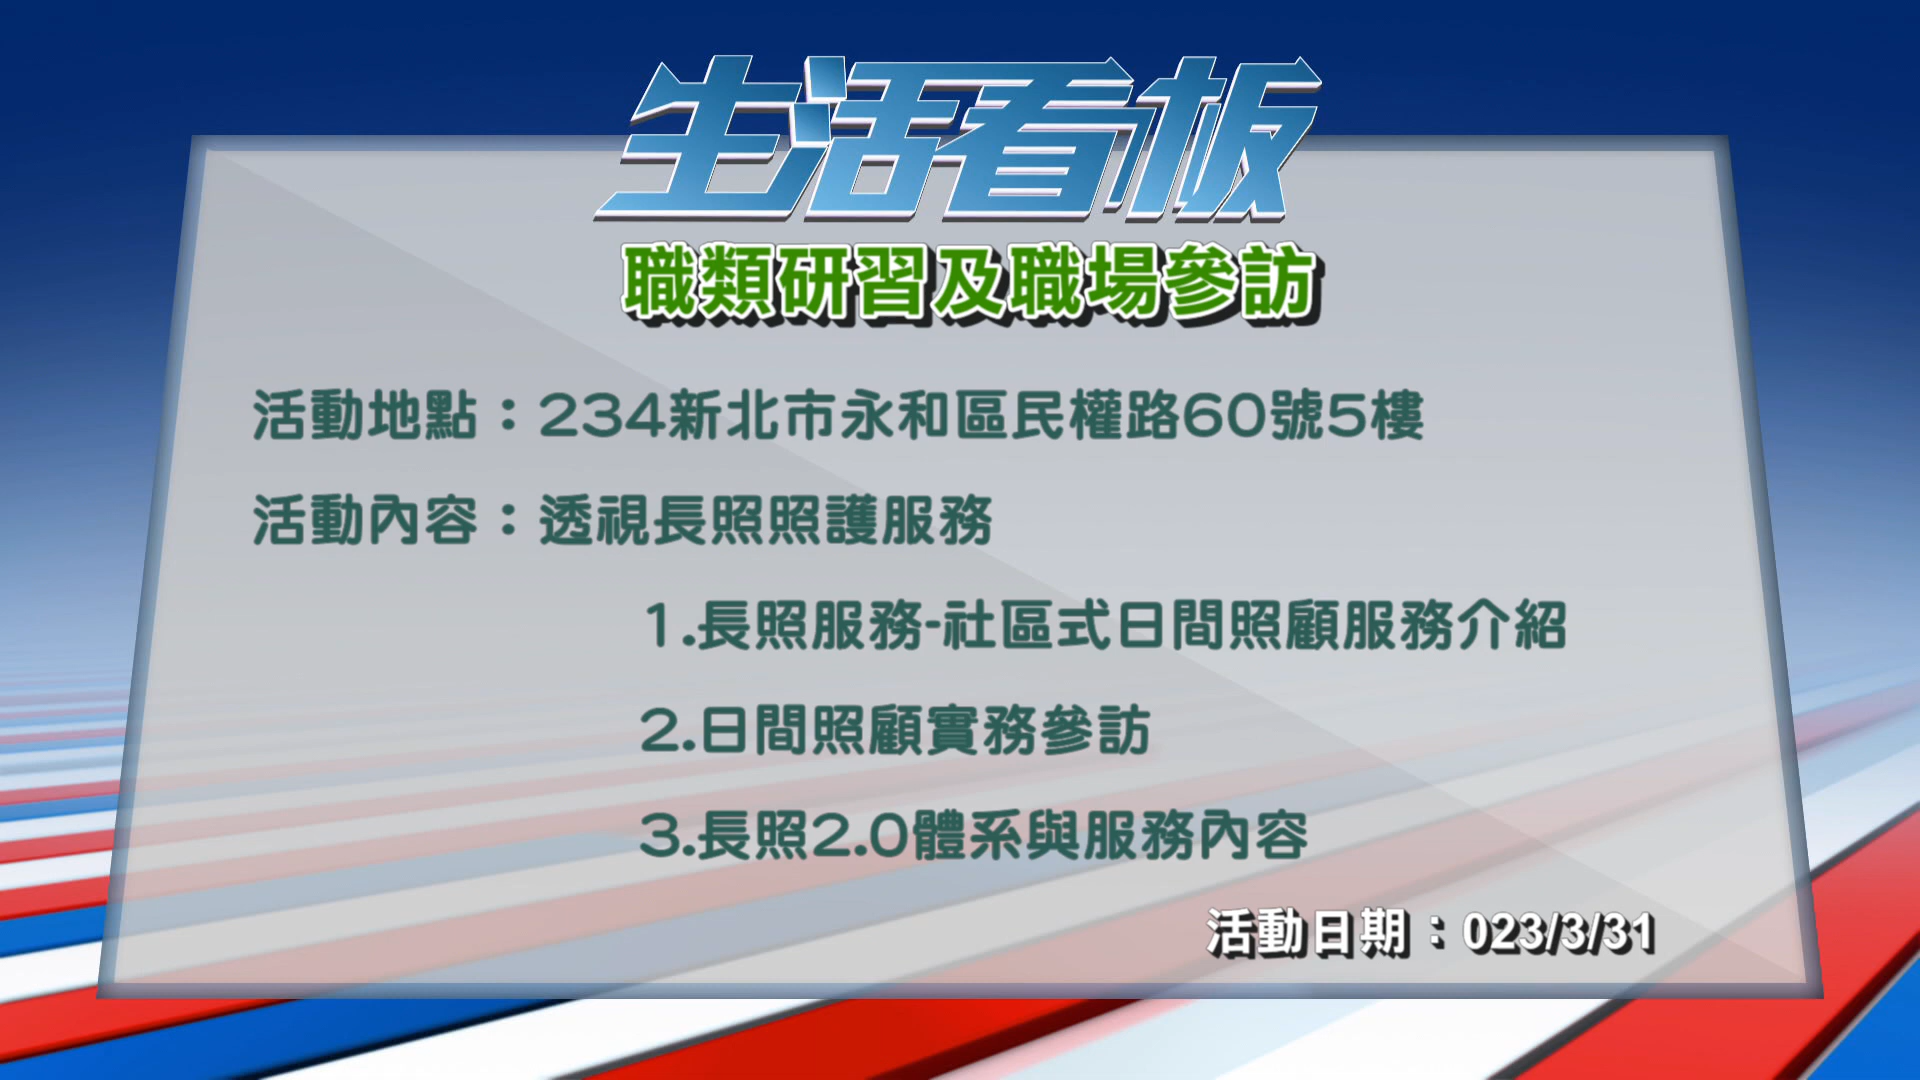 生活看板
職類研習及職場參訪
活動地點：234新北市永和區民權路60號5樓
活動內容：透視長照照護服務
1.長照服務-社區式日間照顧服務介紹
2.日間照顧實務參訪
3.長照2.0體系與服務內容
活動日期：023/3/31